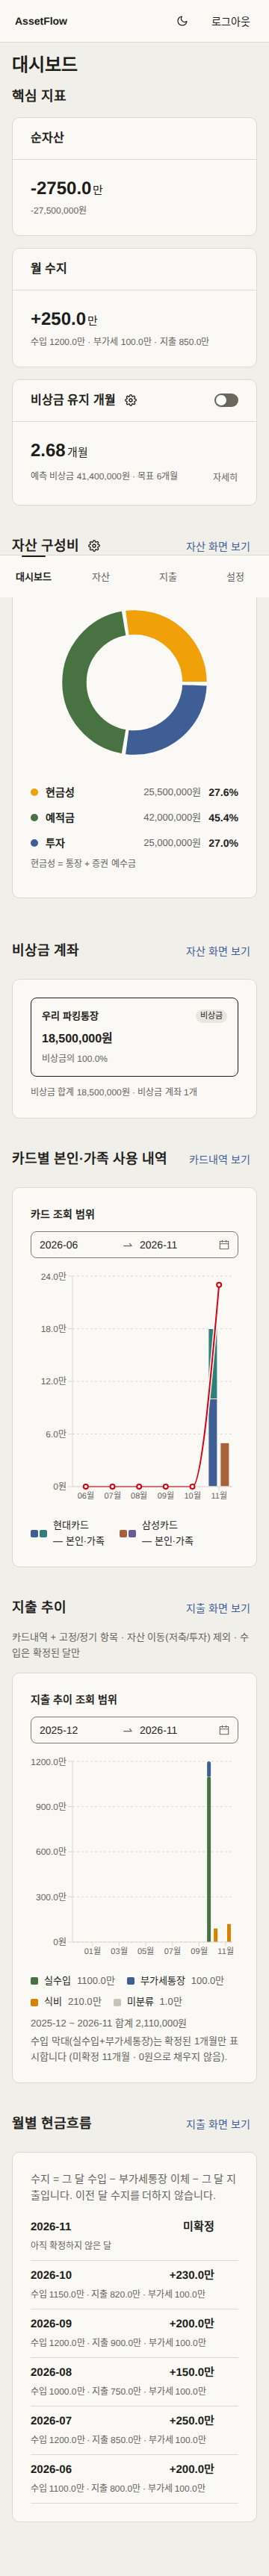 AssetFlow
로그아웃
대시보드
핵심 지표
순자산
-2750.0만
-27,500,000원
월 수지
+250.0만
수입 1200.0만 · 부가세 100.0만 · 지출 850.0만
비상금 유지 개월
2.68개월
예측 비상금 41,400,000원 · 목표 6개월
자세히
자산 구성비
자산 화면 보기
대시보드
자산
지출
설정
현금성
25,500,000원 27.6%
예적금
42,000,000원 45.4%
투자
25,000,000원 27.0%
현금성 = 통장 + 증권 예수금
비상금 계좌
자산 화면 보기
우리 파킹통장
비상금
18,500,000원
비상금의 100.0%
비상금 합계 18,500,000원 · 비상금 계좌 1개
카드별 본인·가족 사용 내역
카드내역 보기
카드 조회 범위
2026-06
2026-11
24.0만
18.0만
12.0만
6.0만
0원
06월 07월 08월 09월 10월 11월
현대카드
— 본인·가족
삼성카드
— 본인·가족
지출 추이
지출 화면 보기
카드내역 + 고정/정기 항목 · 자산 이동(저축/투자) 제외 · 수
입은 확정된 달만
지출 추이 조회 범위
2025-12
2026-11
1200.0만
900.0만
600.0만
300.0만
0원
01월 03월 05월 07월 09월 11월
실수입 1100.0만
부가세통장 100.0만
식비 210.0만
미분류 1.0만
2025-12 ~ 2026-11 합계 2,110,000원
수입 막대(실수입+부가세통장)는 확정된 1개월만 표
시합니다 (미확정 11개월 · 0원으로 채우지 않음).
월별 현금흐름
지출 화면 보기
수지 = 그 달 수입 − 부가세통장 이체 − 그 달 지
출입니다. 이전 달 수지를 더하지 않습니다.
2026-11
미확정
아직 확정하지 않은 달
2026-10
+230.0만
수입 1150.0만 · 지출 820.0만 · 부가세 100.0만
2026-09
+200.0만
수입 1200.0만 · 지출 900.0만 · 부가세 100.0만
2026-08
+150.0만
수입 1000.0만 · 지출 750.0만 · 부가세 100.0만
2026-07
+250.0만
수입 1200.0만 · 지출 850.0만 · 부가세 100.0만
2026-06
+200.0만
수입 1100.0만 · 지출 800.0만 · 부가세 100.0만